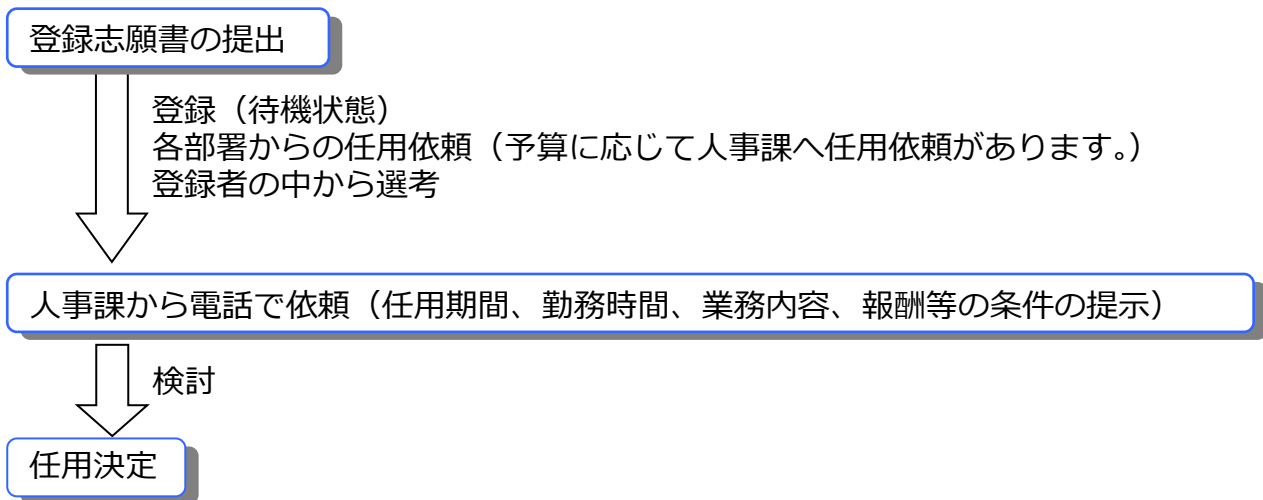 登録志願書の提出
登録（待機状態）
各部署からの任用依頼（予算に応じて人事課へ任用依頼があります。）
登録者の中から選考
人事課から電話で依頼（任用期間、勤務時間、業務内容、報酬等の条件の提示）
検討
任用決定